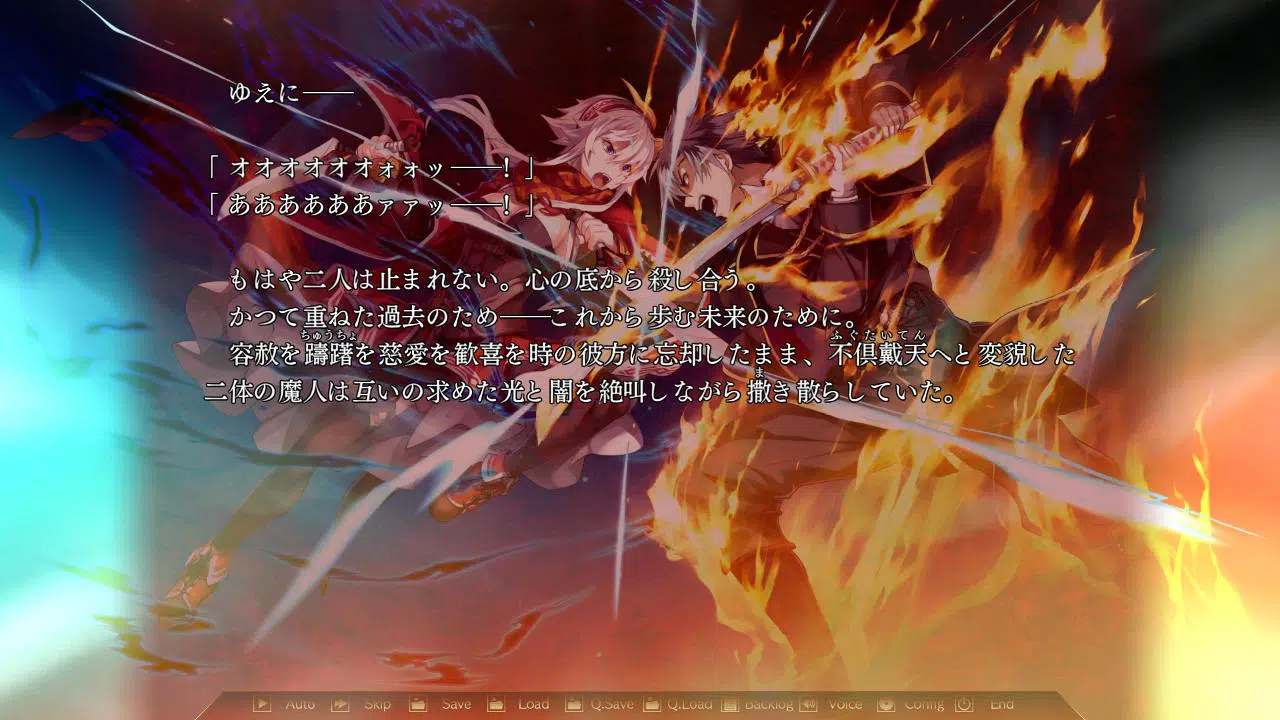 ゆえに――
「オオオオオオォォッ――！」
「ああああああァァッ――！」
もはや二人は止まれない。心の底から殺し合う。
かつて重ねた過去のため――これから歩む未来のために。
ちゅうちょ ふぐたいてん
容赦を躊躇を慈愛を歓喜を時の彼方に忘却したまま、不倶戴天へと変貌した
ま
二体の魔人は互いの求めた光と闇を絶叫しながら撒き散らしていた。
Auto Skip Save Load Q.Save Q.Load Backlog Voice Config End